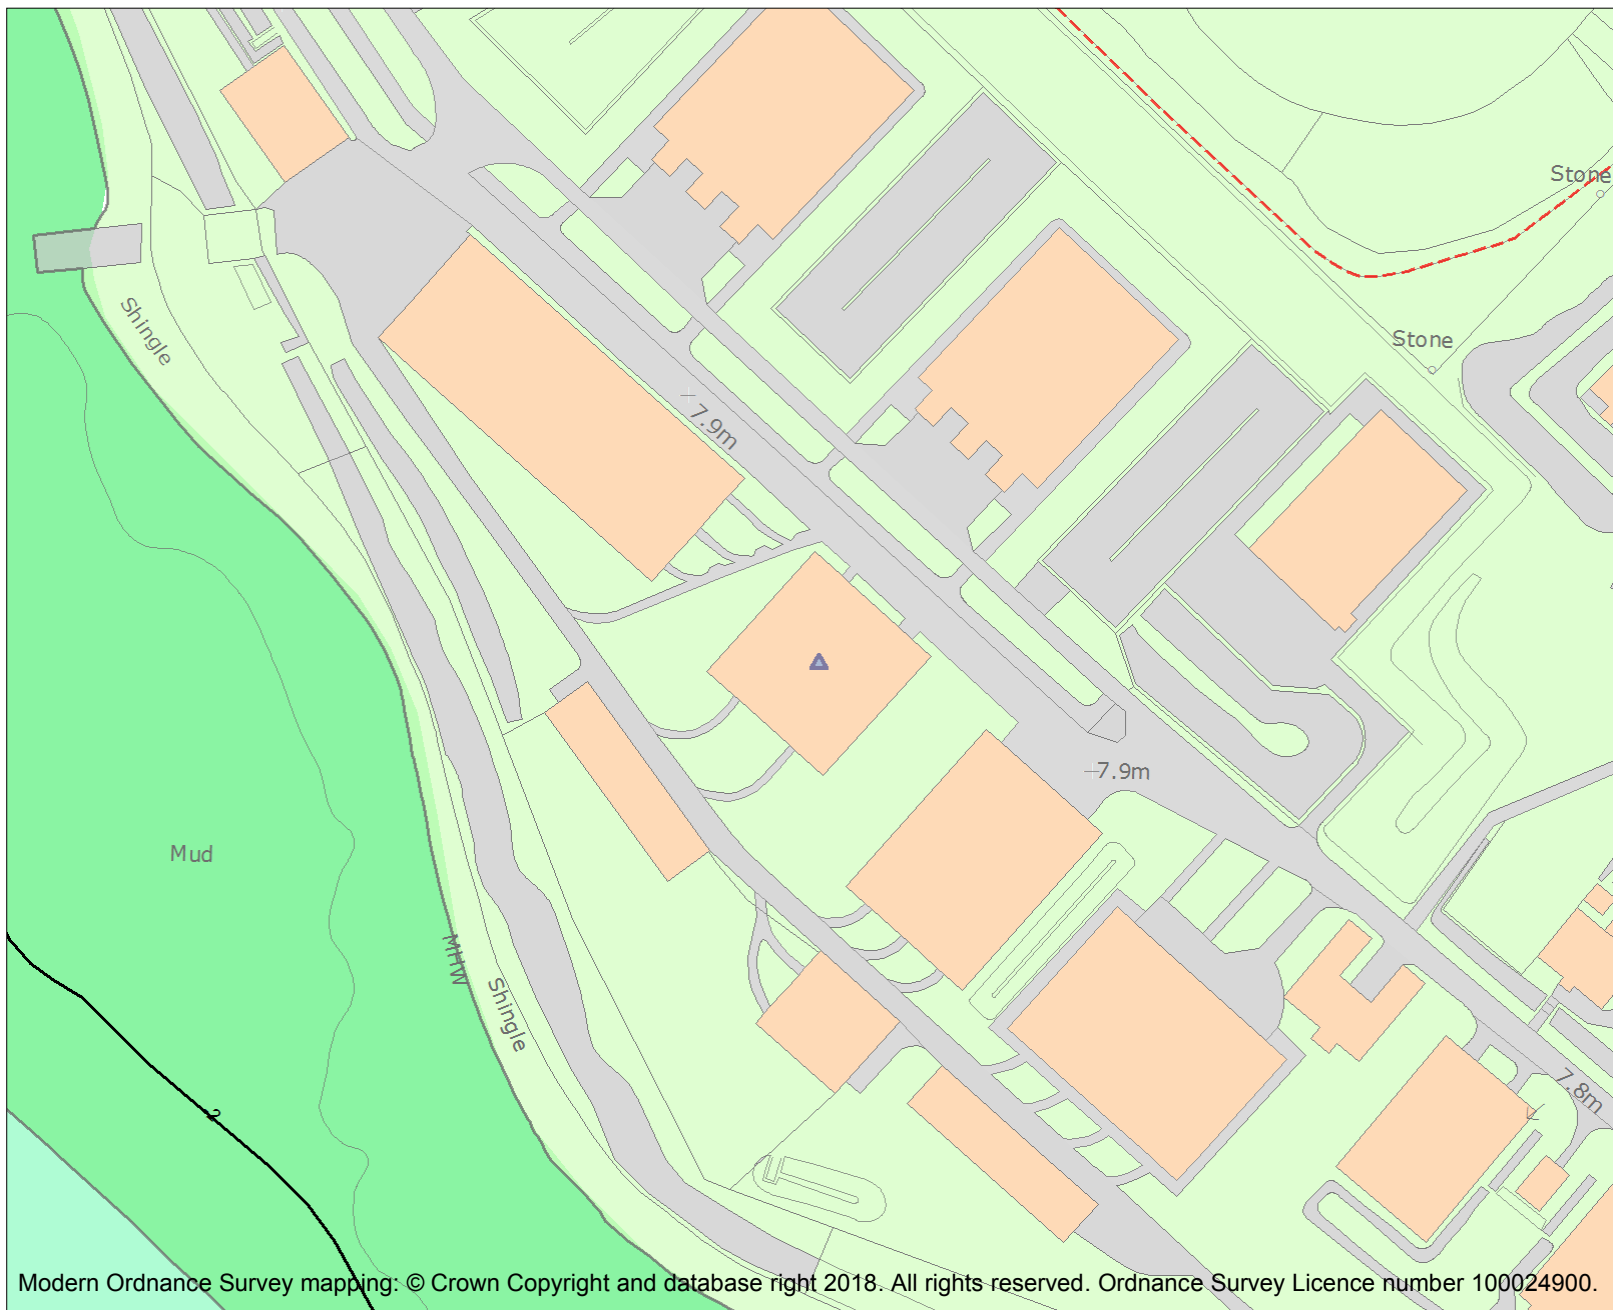 Stone
Shingle
Stone
7.9m
7.9m
Mud
MHW
Shingle
7.8m
2
Modern Ordnance Survey mapping: © Crown Copyright and database right 2018. All rights reserved. Ordnance Survey Licence number 100024900.